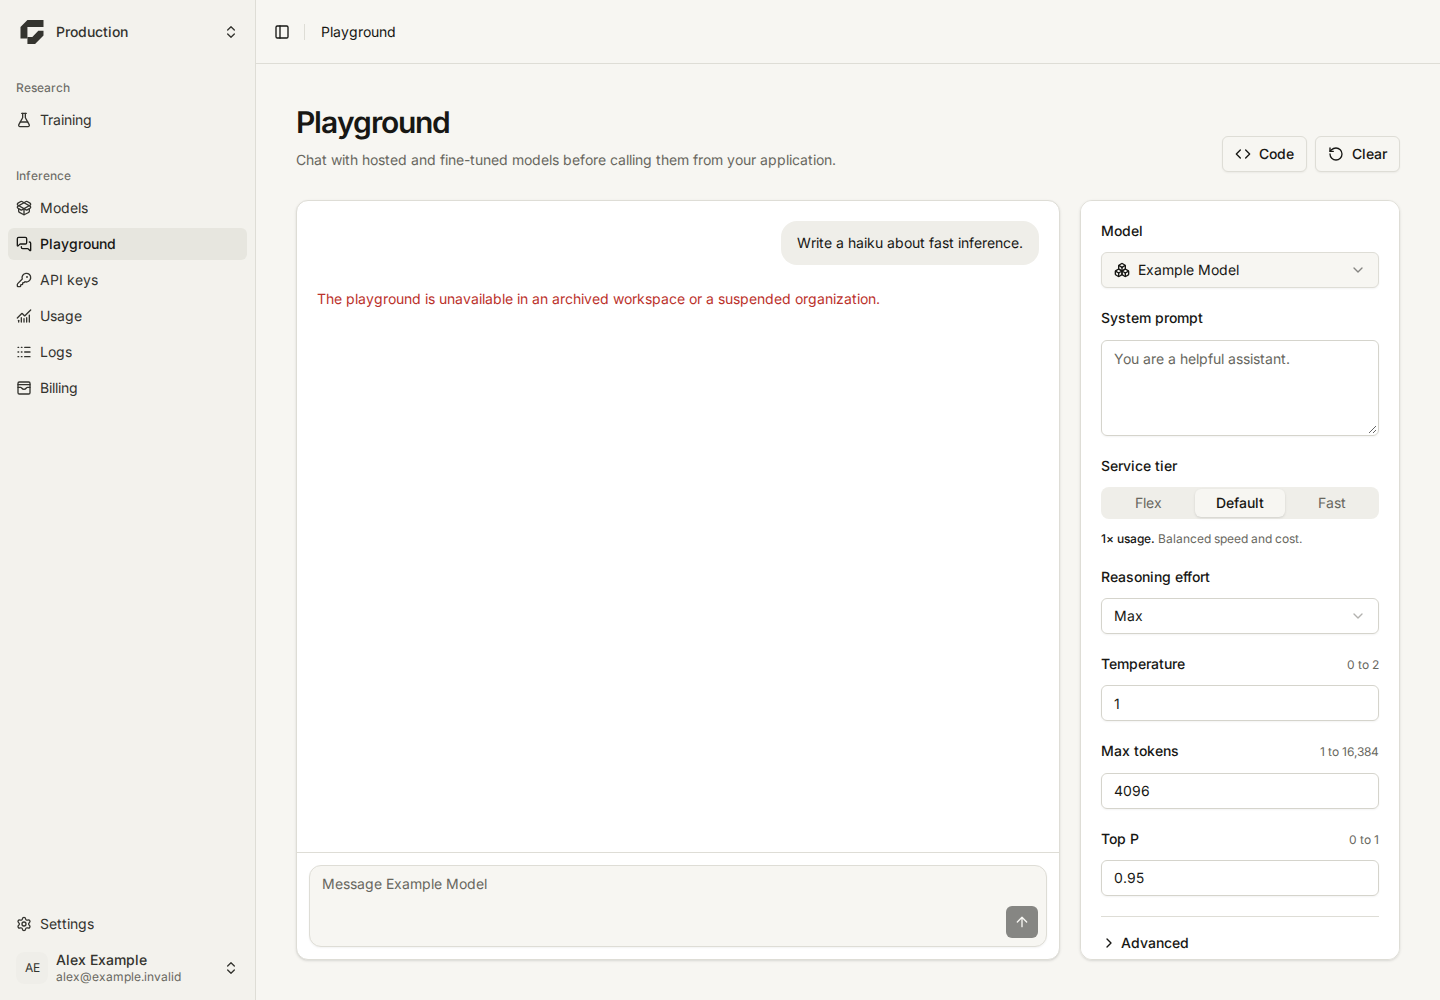 Production
Research
Training
Inference
Models
Playground
API keys
Usage
Logs
Billing
Settings
AE
Alex Example
alex@example.invalid
Playground
Playground
Chat with hosted and fine-tuned models before calling them from your application.
Code
Clear
Write a haiku about fast inference.
The playground is unavailable in an archived workspace or a suspended organization.
Message Example Model
Model
Example Model
System prompt
You are a helpful assistant.
Service tier
Flex Default Fast
1× usage. Balanced speed and cost.
Reasoning effort
Max
Temperature 0 to 2
1
Max tokens 1 to 16,384
4096
Top P 0 to 1
0.95
Advanced